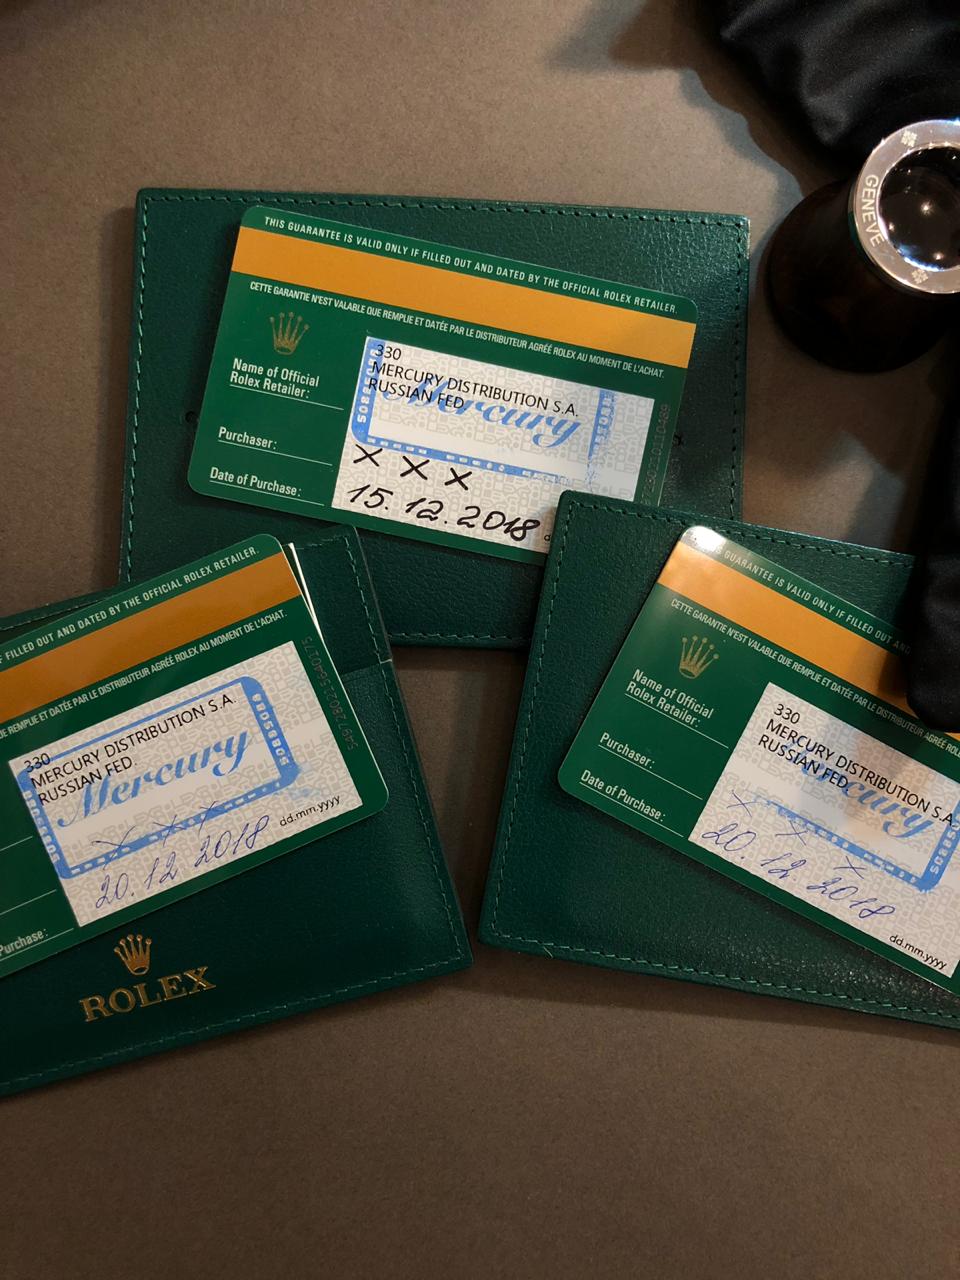 THIS GUARANTEE IS VALID ONLY IF FILLED OUT AND DATED BY THE OFFICIAL ROLEX RETAILER.
CETTE GARANTIE N'EST VALABLE QUE REMPLIE ET DATÉE PAR LE DISTRIBUTEUR AGRÉÉ ROLEX AU MOMENT DE L'ACHAT.
Name of Official
Rolex Retailer:
330
MERCURY DISTRIBUTION S.A.
RUSSIAN FED
Mercury
Purchaser:
X X X
Date of Purchase:
15.12.2018
GENEVE
DATED BY THE OFFICIAL ROLEX RETAILER.
REMPLIE ET DATÉE PAR LE DISTRIBUTEUR AGRÉÉ ROLEX AU MOMENT DE L'ACHAT.
330
MERCURY DISTRIBUTION S.A.
RUSSIAN FED
Mercury
X X X
20.12 2018
dd.mm.yyyy
Purchase:
ROLEX
GUARANTEE IS VALID ONLY IF FILLED OUT AND
CETTE GARANTIE N'EST VALABLE QUE REMPLIE ET DATÉE PAR LE DISTRIBUTEUR AGRÉÉ
Name of Official
Rolex Retailer:
330
MERCURY DISTRIBUTION S.A.
RUSSIAN FED
Mercury
Purchaser:
X X X
Date of Purchase:
20.12 2018
dd.mm.yyyy